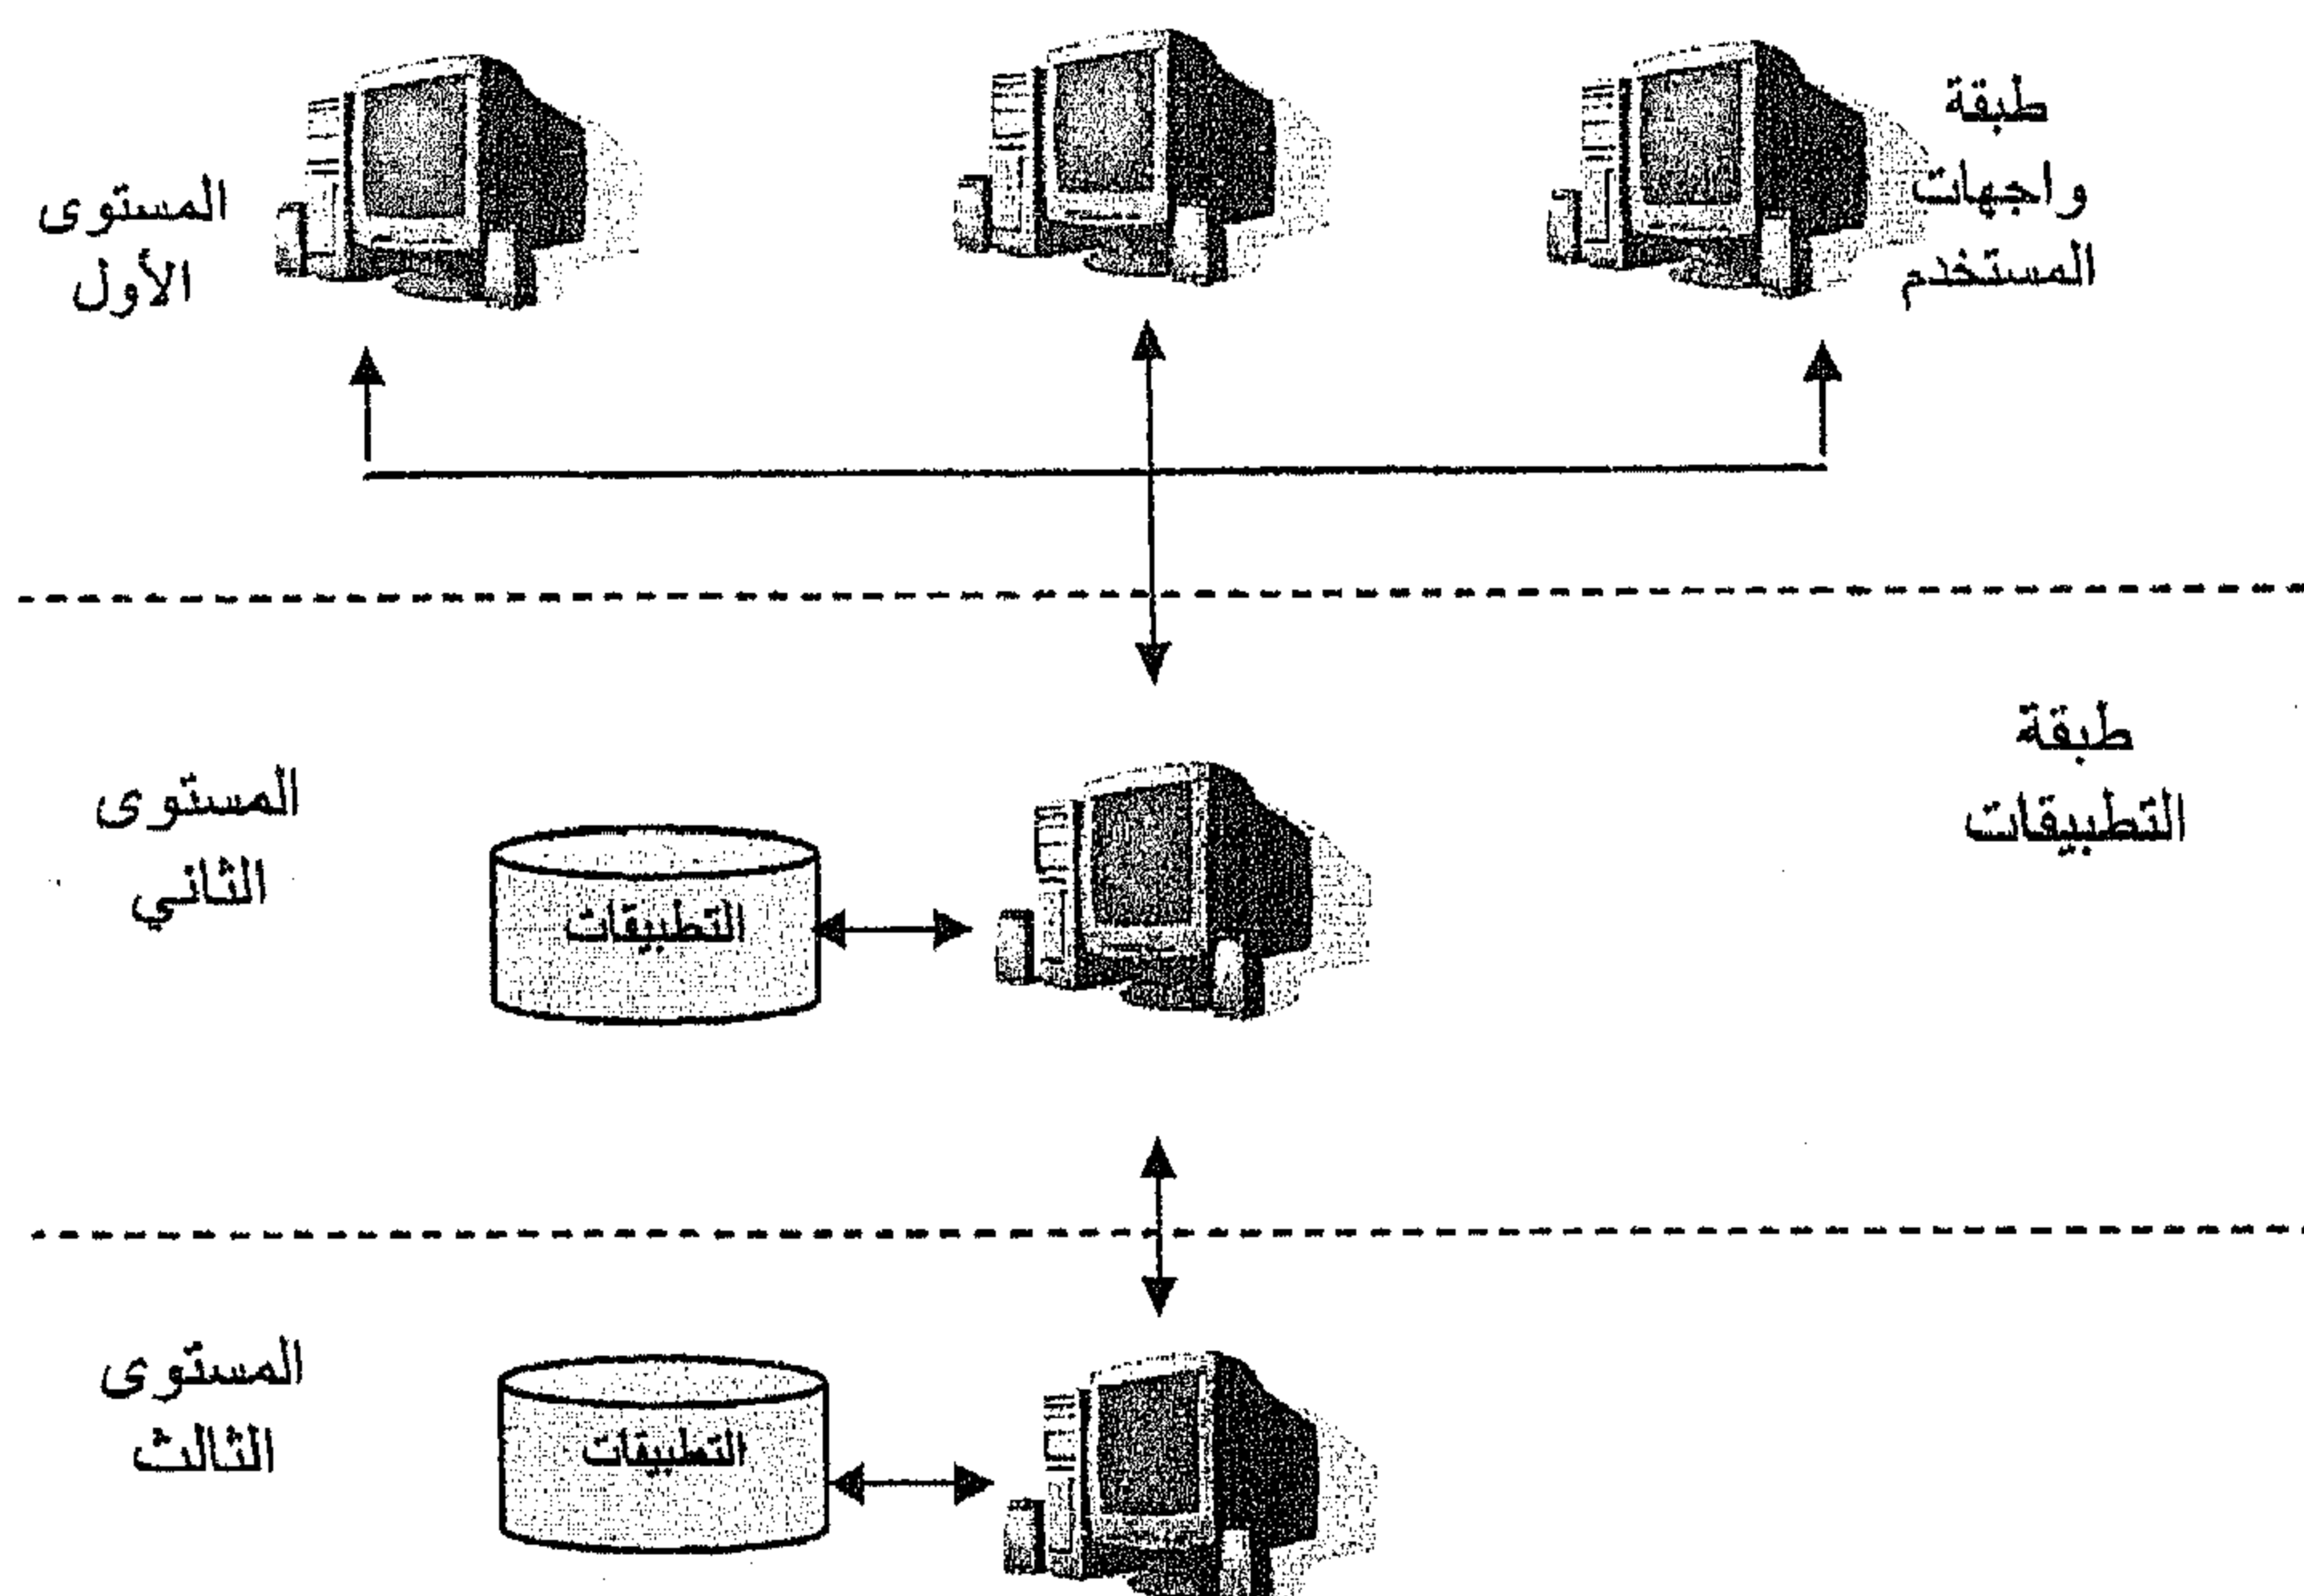 طبقة
واجهات
المستخدم
المستوى
الأول
طبقة
التطبيقات
التطبيقات
المستوى
الثاني
التطبيقات
المستوى
الثالث